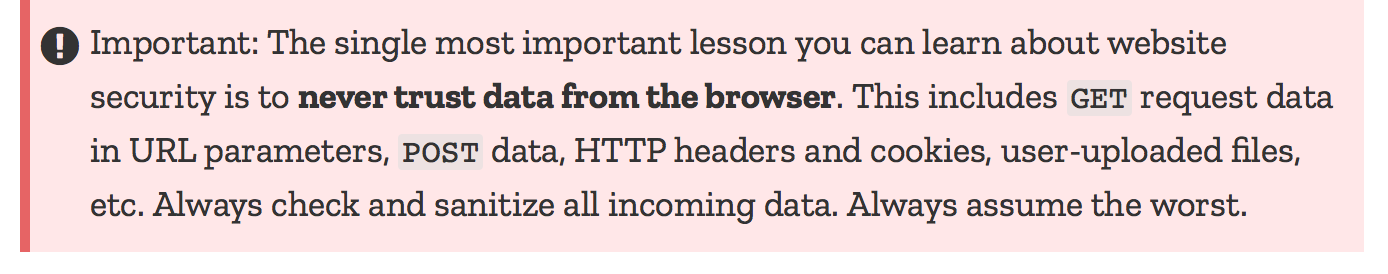 Important: The single most important lesson you can learn about website
security is to never trust data from the browser. This includes GET request data
in URL parameters, POST data, HTTP headers and cookies, user-uploaded files,
etc. Always check and sanitize all incoming data. Always assume the worst.